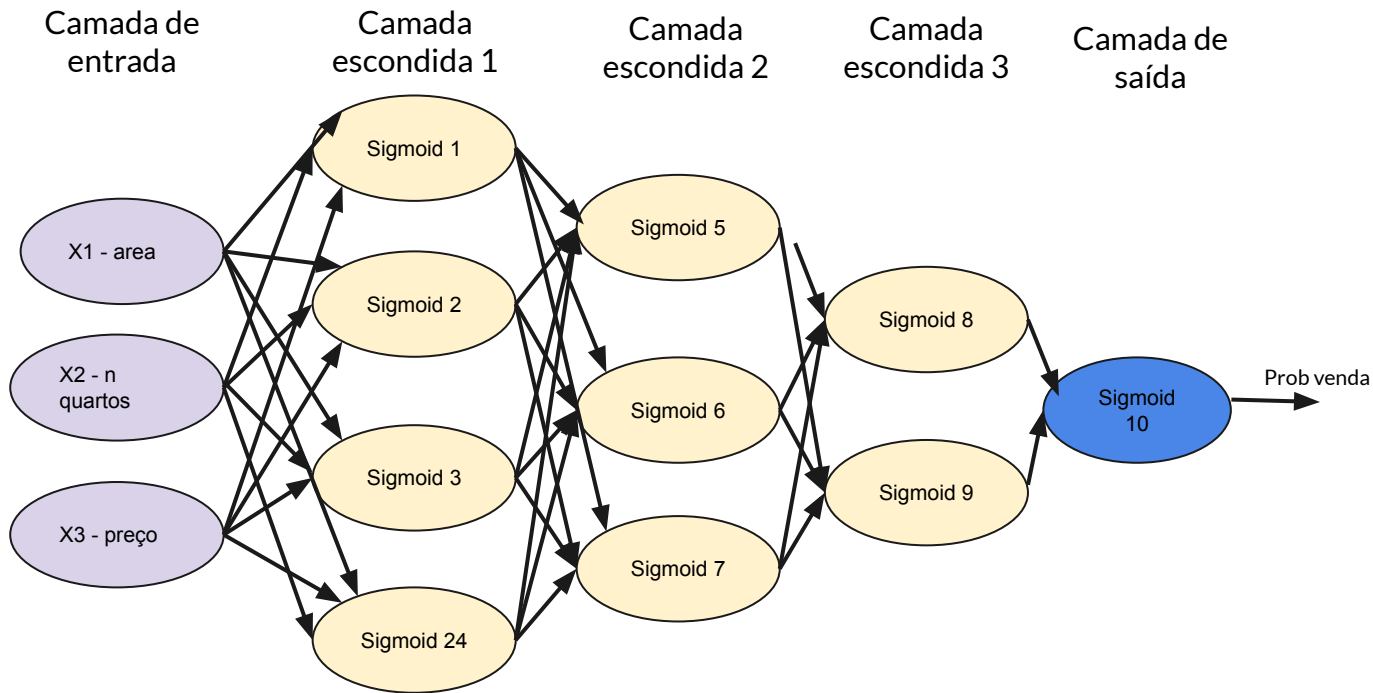 Camada de
entrada
Camada
escondida 1
Camada
escondida 2
Camada
escondida 3
Camada de
saída
X1 - area
X2 - n
quartos
X3 - preço
Sigmoid 1
Sigmoid 2
Sigmoid 3
Sigmoid 24
Sigmoid 5
Sigmoid 6
Sigmoid 7
Sigmoid 8
Sigmoid 9
Sigmoid
10
Prob venda